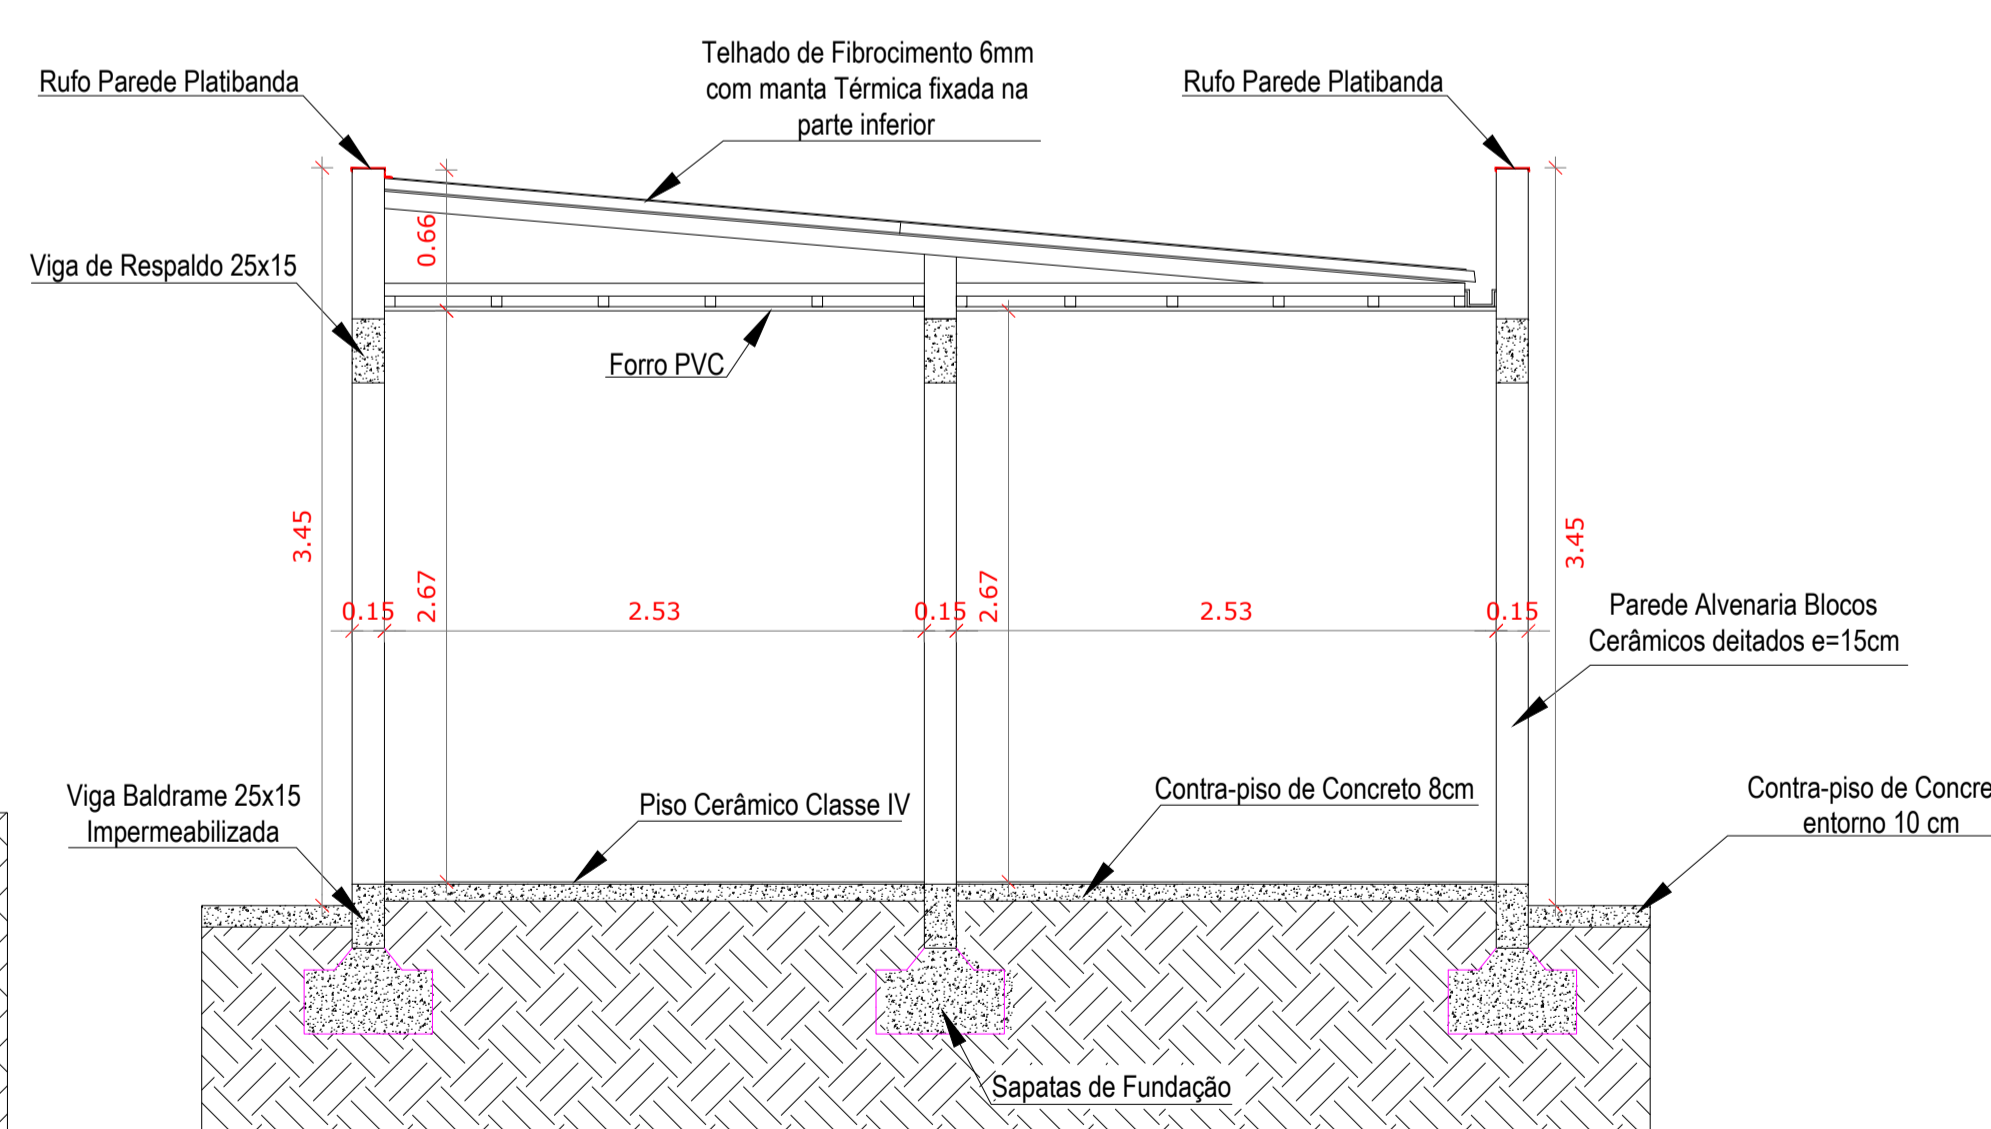 Telhado de Fibrocimento 6mm
com manta Térmica fixada na
parte inferior
Rufo Parede Platibanda
Rufo Parede Platibanda
0.66
Viga de Respaldo 25x15
Forro PVC
3.45
3.45
2.67
2.67
0.15
2.53
0.15
2.53
0.15
Parede Alvenaria Blocos
Cerâmicos deitados e=15cm
Viga Baldrame 25x15
Impermeabilizada
Piso Cerâmico Classe IV
Contra-piso de Concreto 8cm
Contra-piso de Concre
entorno 10 cm
Sapatas de Fundação